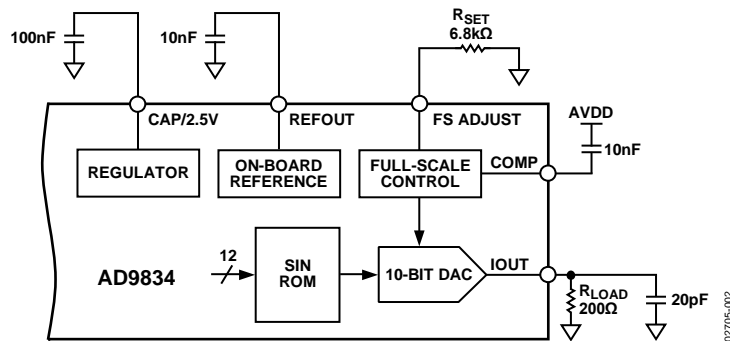 100nF
10nF
RSET
6.8kΩ
CAP/2.5V
REFOUT
FS ADJUST
AVDD
10nF
REGULATOR
ON-BOARD
REFERENCE
FULL-SCALE
CONTROL
COMP
AD9834
12
SIN
ROM
10-BIT DAC
IOUT
RLOAD
200Ω
20pF
02705-002